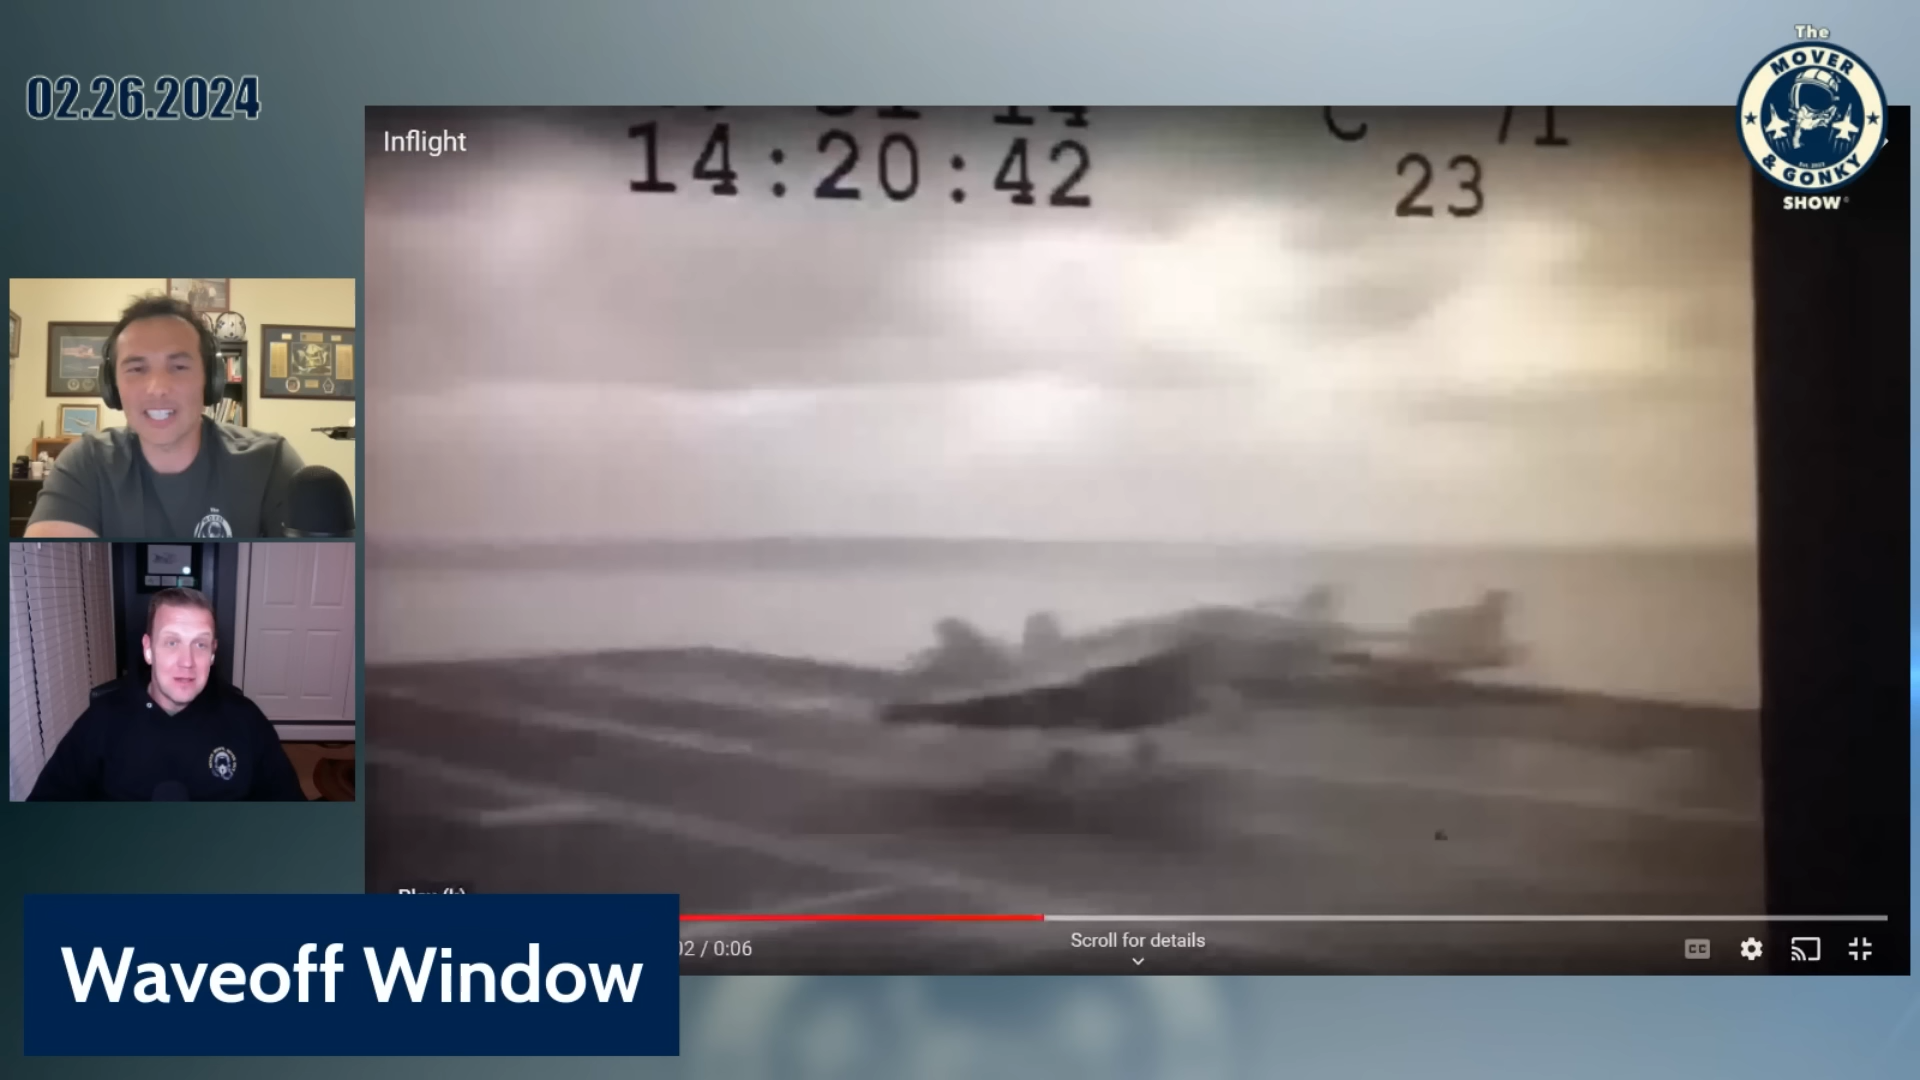 The
MOVER
& GONKY
SHOW
02.26.2024
Inflight
14:20:42
23
/ 0:06
Scroll for details
CC
Waveoff Window